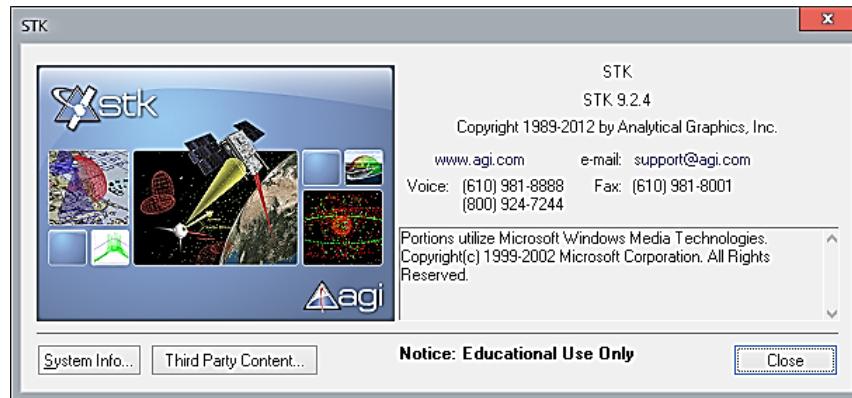 STK
stk
agi
STK
STK 9.2.4
Copyright 1989-2012 by Analytical Graphics, Inc.
www.agi.com e-mail: support@agi.com
Voice: (610) 981-8888 Fax: (610) 981-8001
(800) 924-7244
Portions utilize Microsoft Windows Media Technologies.
Copyright(c) 1999-2002 Microsoft Corporation. All Rights
Reserved.
System Info... Third Party Content... Notice: Educational Use Only Close